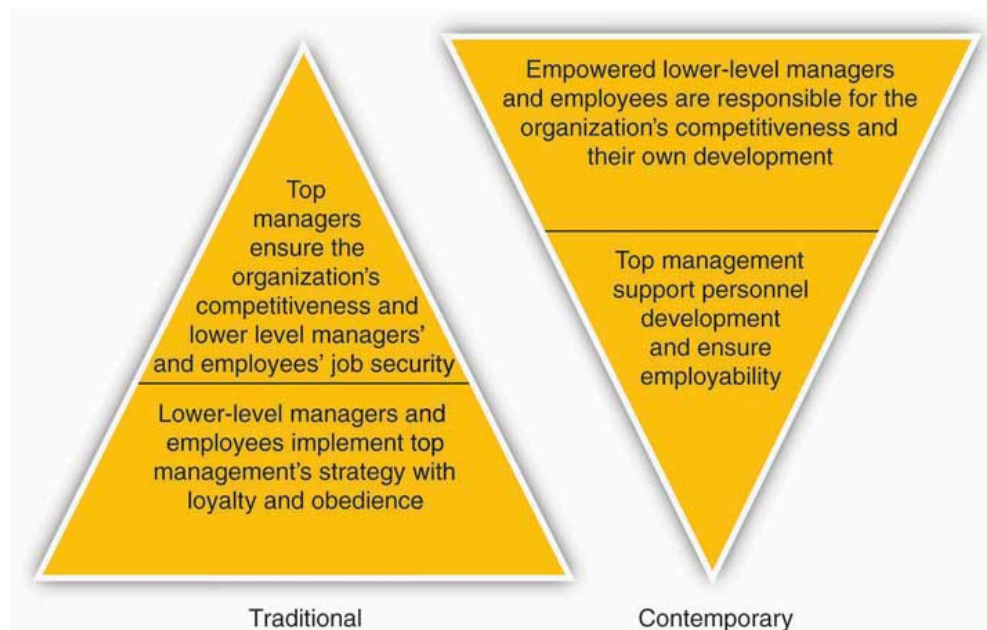 Top
managers
ensure the
organization's
competitiveness and
lower level managers'
and employees' job security
Lower-level managers and
employees implement top
management's strategy with
loyalty and obedience
Traditional
Empowered lower-level managers
and employees are responsible for the
organization's competitiveness and
their own development
Top management
support personnel
development
and ensure
employability
Contemporary